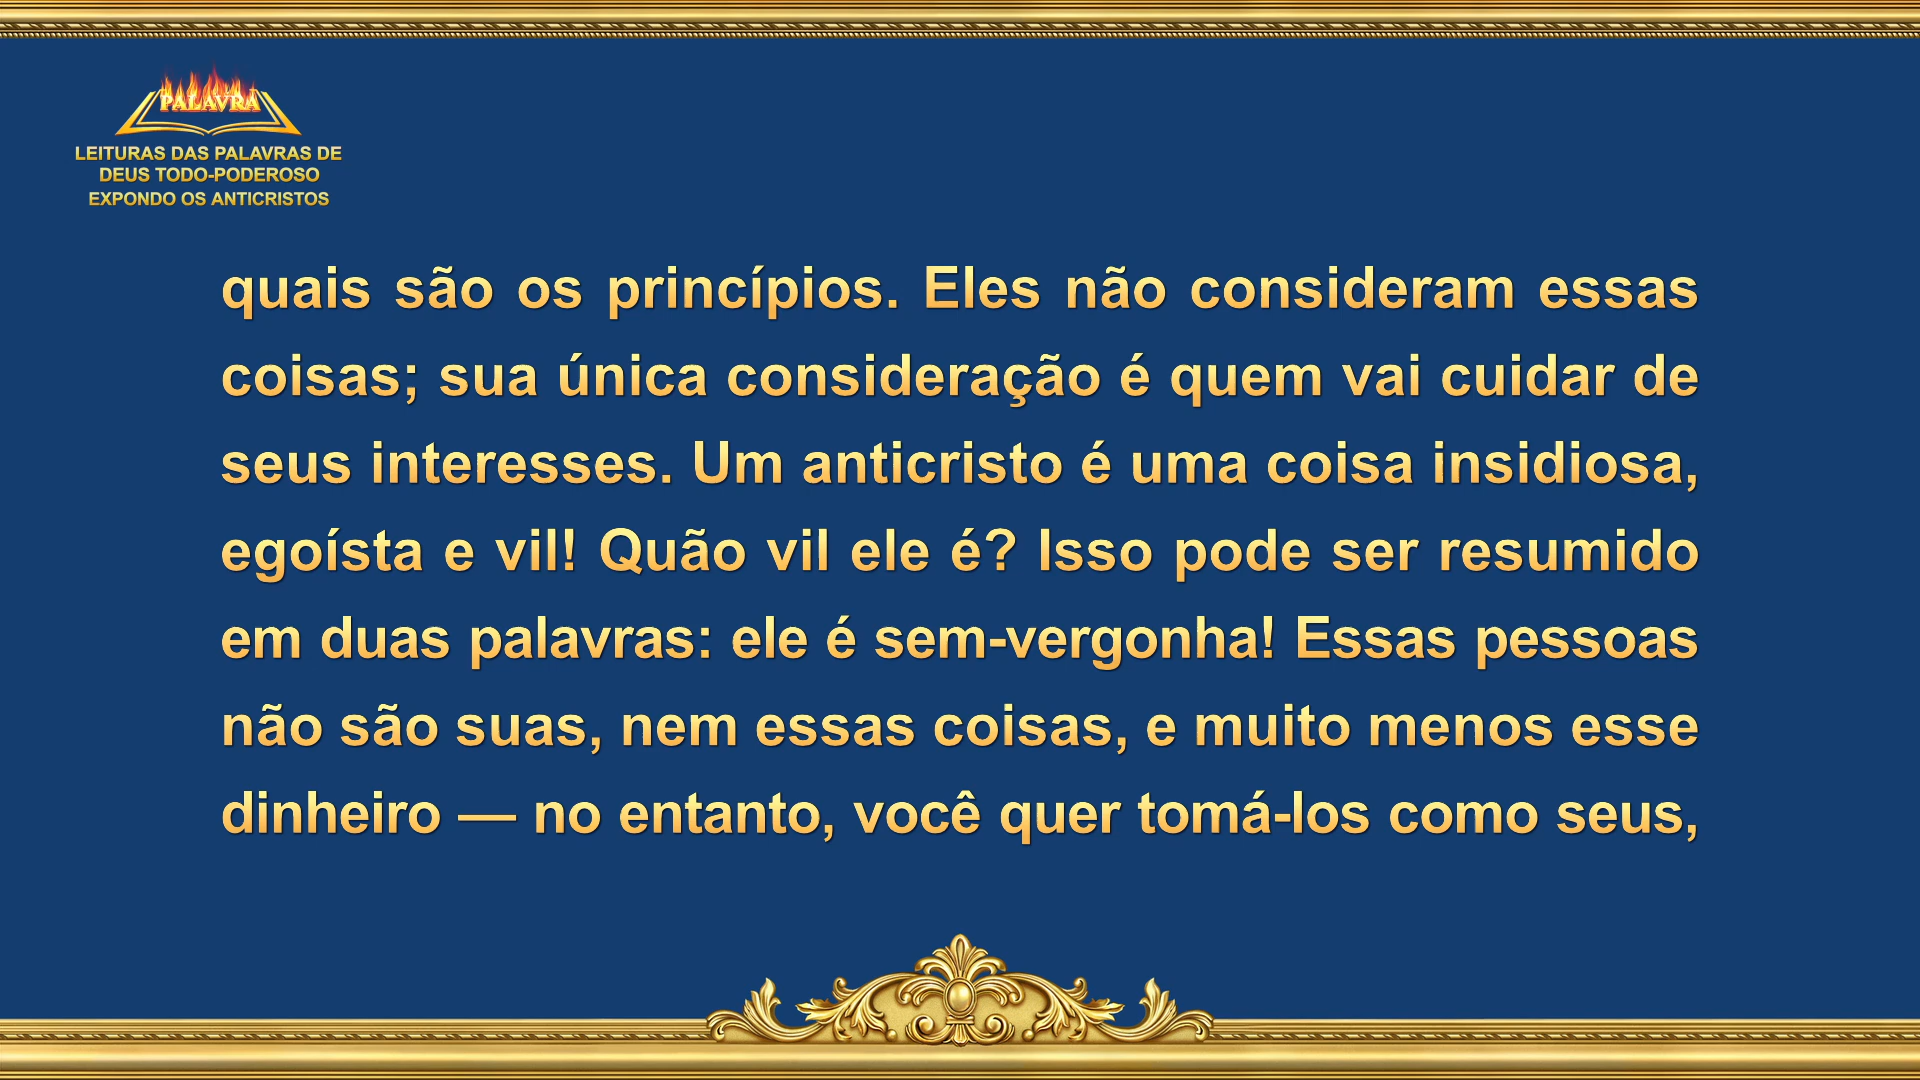 PALAVRA
LEITURAS DAS PALAVRAS DE
DEUS TODO-PODEROSO
EXPONDO OS ANTICRISTOS
quais são os princípios. Eles não consideram essas
coisas; sua única consideração é quem vai cuidar de
seus interesses. Um anticristo é uma coisa insidiosa,
egoísta e vil! Quão vil ele é? Isso pode ser resumido
em duas palavras: ele é sem-vergonha! Essas pessoas
não são suas, nem essas coisas, e muito menos esse
dinheiro — no entanto, você quer tomá-los como seus,